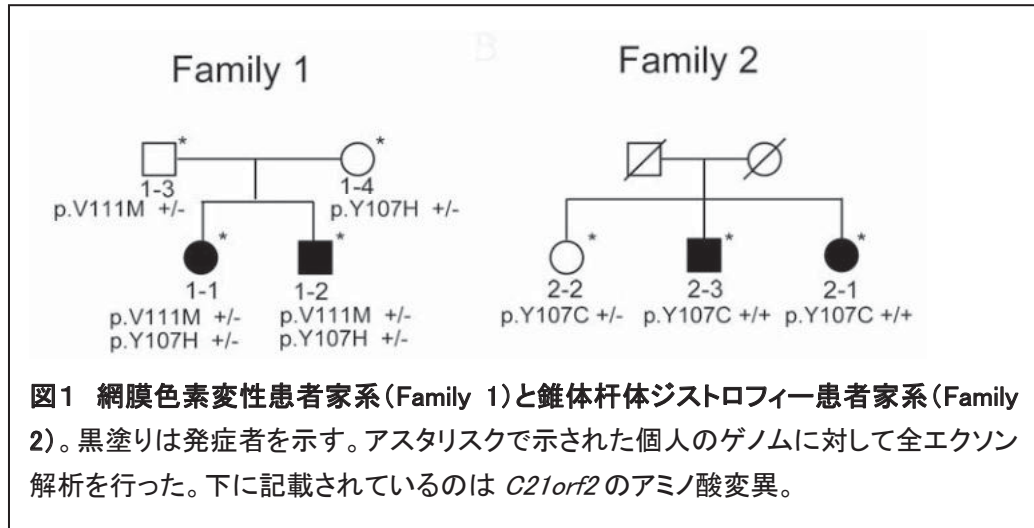 B
Family 1
Family 2
* *
1-3 1-4
p.V111M +/- p.Y107H +/-
* * * * *
1-1 1-2 2-2 2-3 2-1
p.V111M +/- p.V111M +/- p.Y107C +/- p.Y107C +/+ p.Y107C +/+
p.Y107H +/- p.Y107H +/-
図1 網膜色素変性患者家系(Family 1)と錐体杆体ジストロフィー患者家系(Family
2)。黒塗りは発症者を示す。アスタリスクで示された個人のゲノムに対して全エクソン
解析を行った。下に記載されているのは C21orf2 のアミノ酸変異。